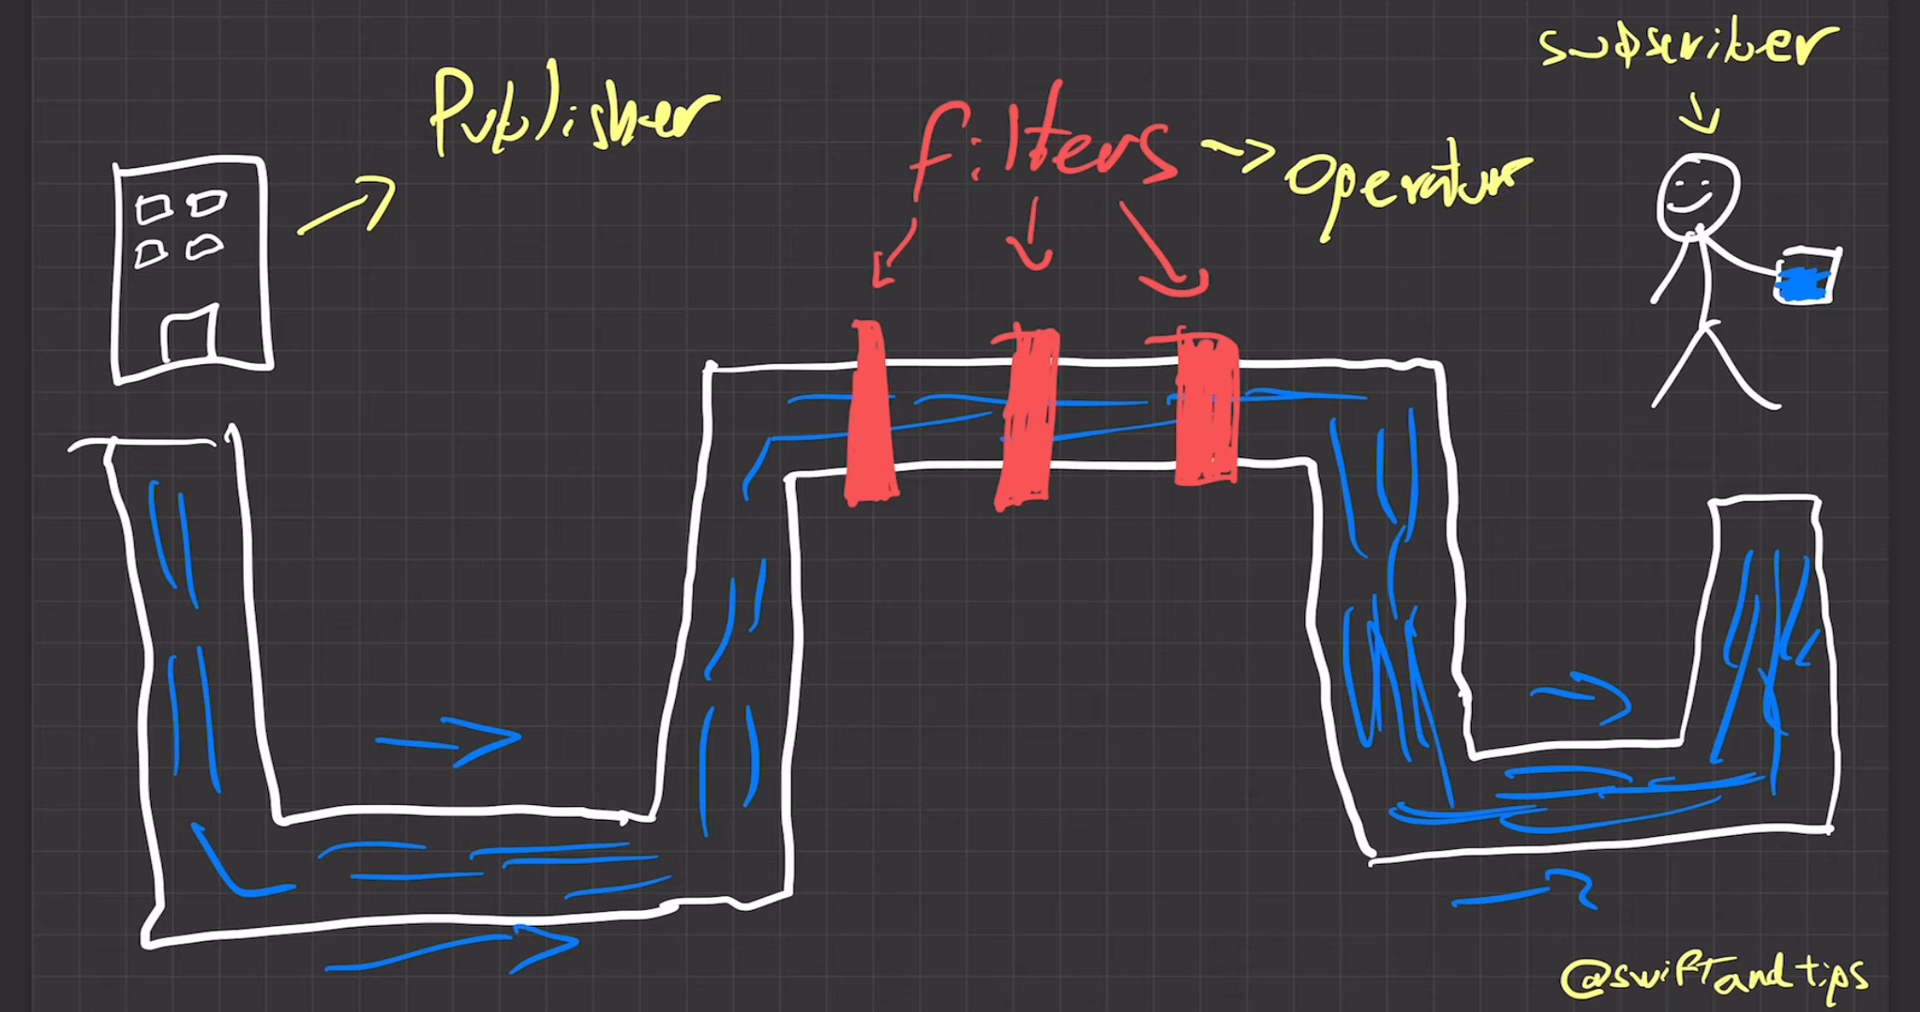 Publisher
filters
operator
subscriber
@swiftandtips